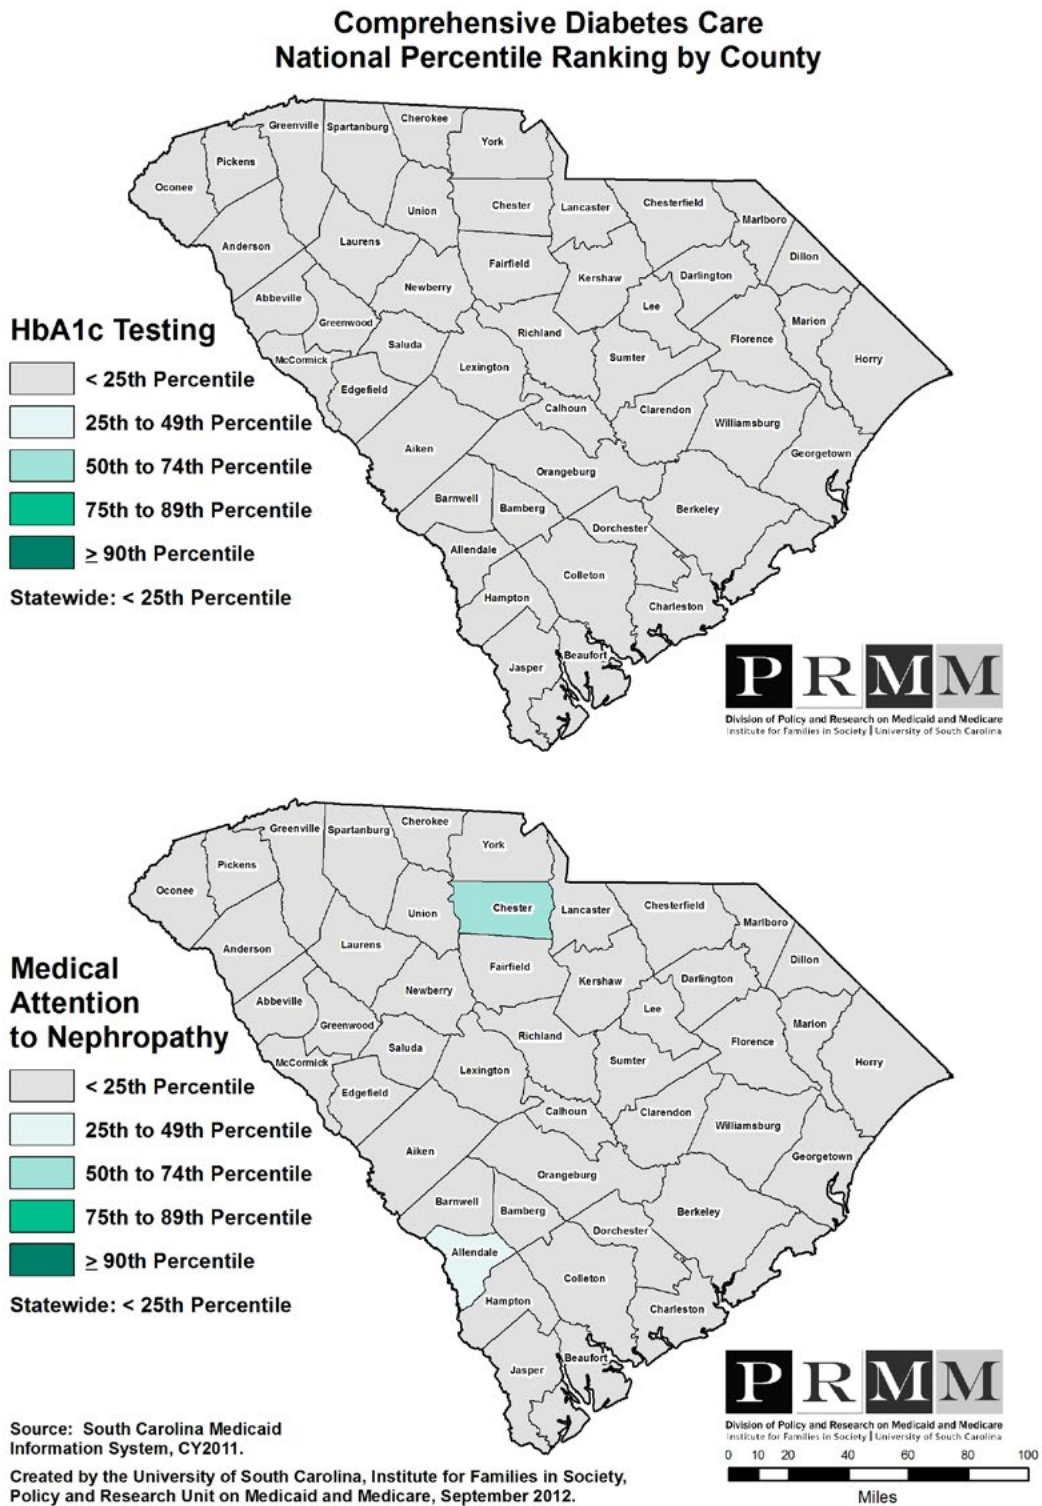 Comprehensive Diabetes Care
National Percentile Ranking by County
Greenville
Spartanburg
Cherokee
York
Pickens
Oconee
Union
Chester
Lancaster
Chesterfield
Marlboro
Anderson
Laurens
Fairfield
Kershaw
Darlington
Dillon
Abbeville
Newberry
Lee
Greenwood
Richland
Florence
Marion
HbA1c Testing
Saluda
McCormick
Lexington
Sumter
Horry
< 25th Percentile
Edgefield
Calhoun
Clarendon
25th to 49th Percentile
Williamsburg
Aiken
Georgetown
50th to 74th Percentile
Orangeburg
Barnwell
Bamberg
Berkeley
75th to 89th Percentile
Dorchester
≥ 90th Percentile
Allendale
Colleton
Statewide: < 25th Percentile
Hampton
Charleston
Jasper
Beaufort
PRMM
Division of Policy and Research on Medicaid and Medicare
Institute for Families in Society | University of South Carolina
Greenville
Spartanburg
Cherokee
York
Pickens
Oconee
Union
Chester
Lancaster
Chesterfield
Marlboro
Anderson
Laurens
Fairfield
Kershaw
Darlington
Dillon
Medical
Attention
to Nephropathy
Abbeville
Newberry
Lee
Greenwood
Richland
Florence
Marion
Saluda
McCormick
Lexington
Sumter
Horry
< 25th Percentile
Edgefield
Calhoun
Clarendon
25th to 49th Percentile
Williamsburg
Aiken
Georgetown
50th to 74th Percentile
Orangeburg
Barnwell
Bamberg
Berkeley
75th to 89th Percentile
Dorchester
≥ 90th Percentile
Allendale
Colleton
Statewide: < 25th Percentile
Hampton
Charleston
Jasper
Beaufort
PRMM
Division of Policy and Research on Medicaid and Medicare
Institute for Families in Society | University of South Carolina
Source: South Carolina Medicaid
Information System, CY2011.
Created by the University of South Carolina, Institute for Families in Society,
Policy and Research Unit on Medicaid and Medicare, September 2012.
0 10 20 40 60 80 100
Miles